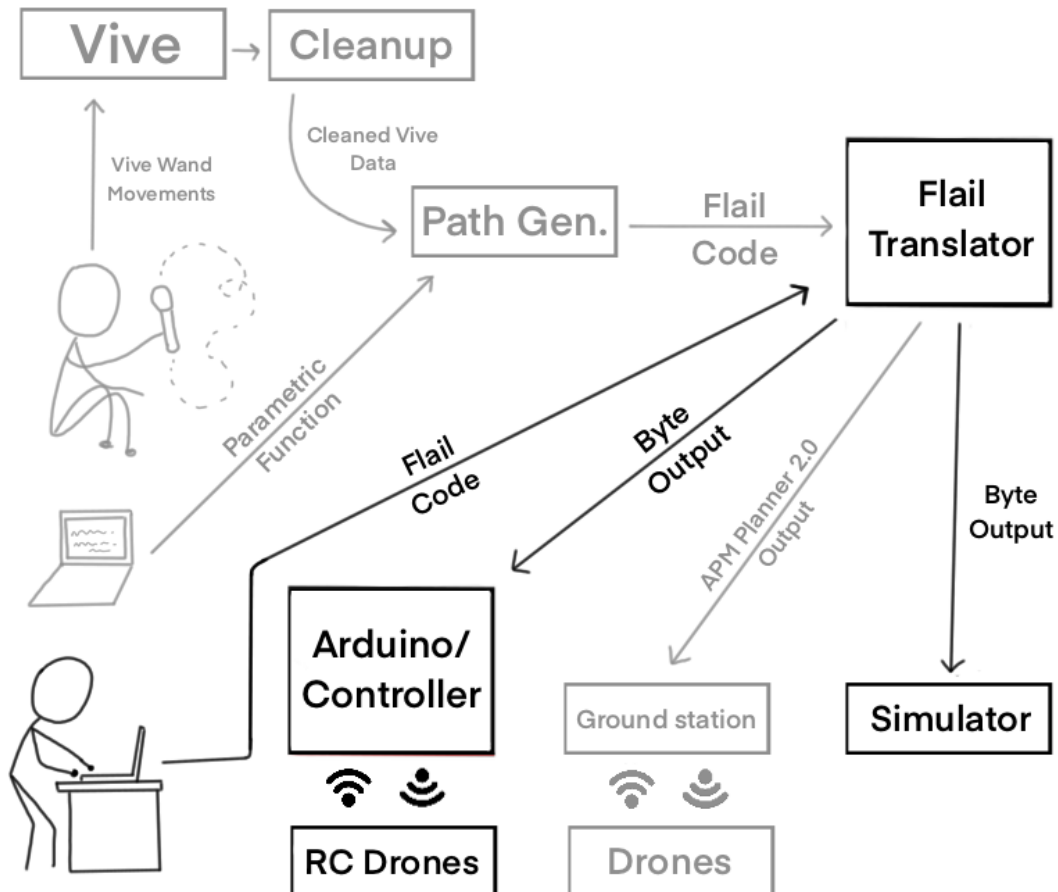 Vive
Cleanup
Vive Wand
Movements
Cleaned Vive
Data
Path Gen.
Flail
Code
Flail
Translator
Parametric
Function
Flail
Code
Byte
Output
APM Planner 2.0
Output
Byte
Output
Arduino/
Controller
Ground station
Simulator
RC Drones
Drones